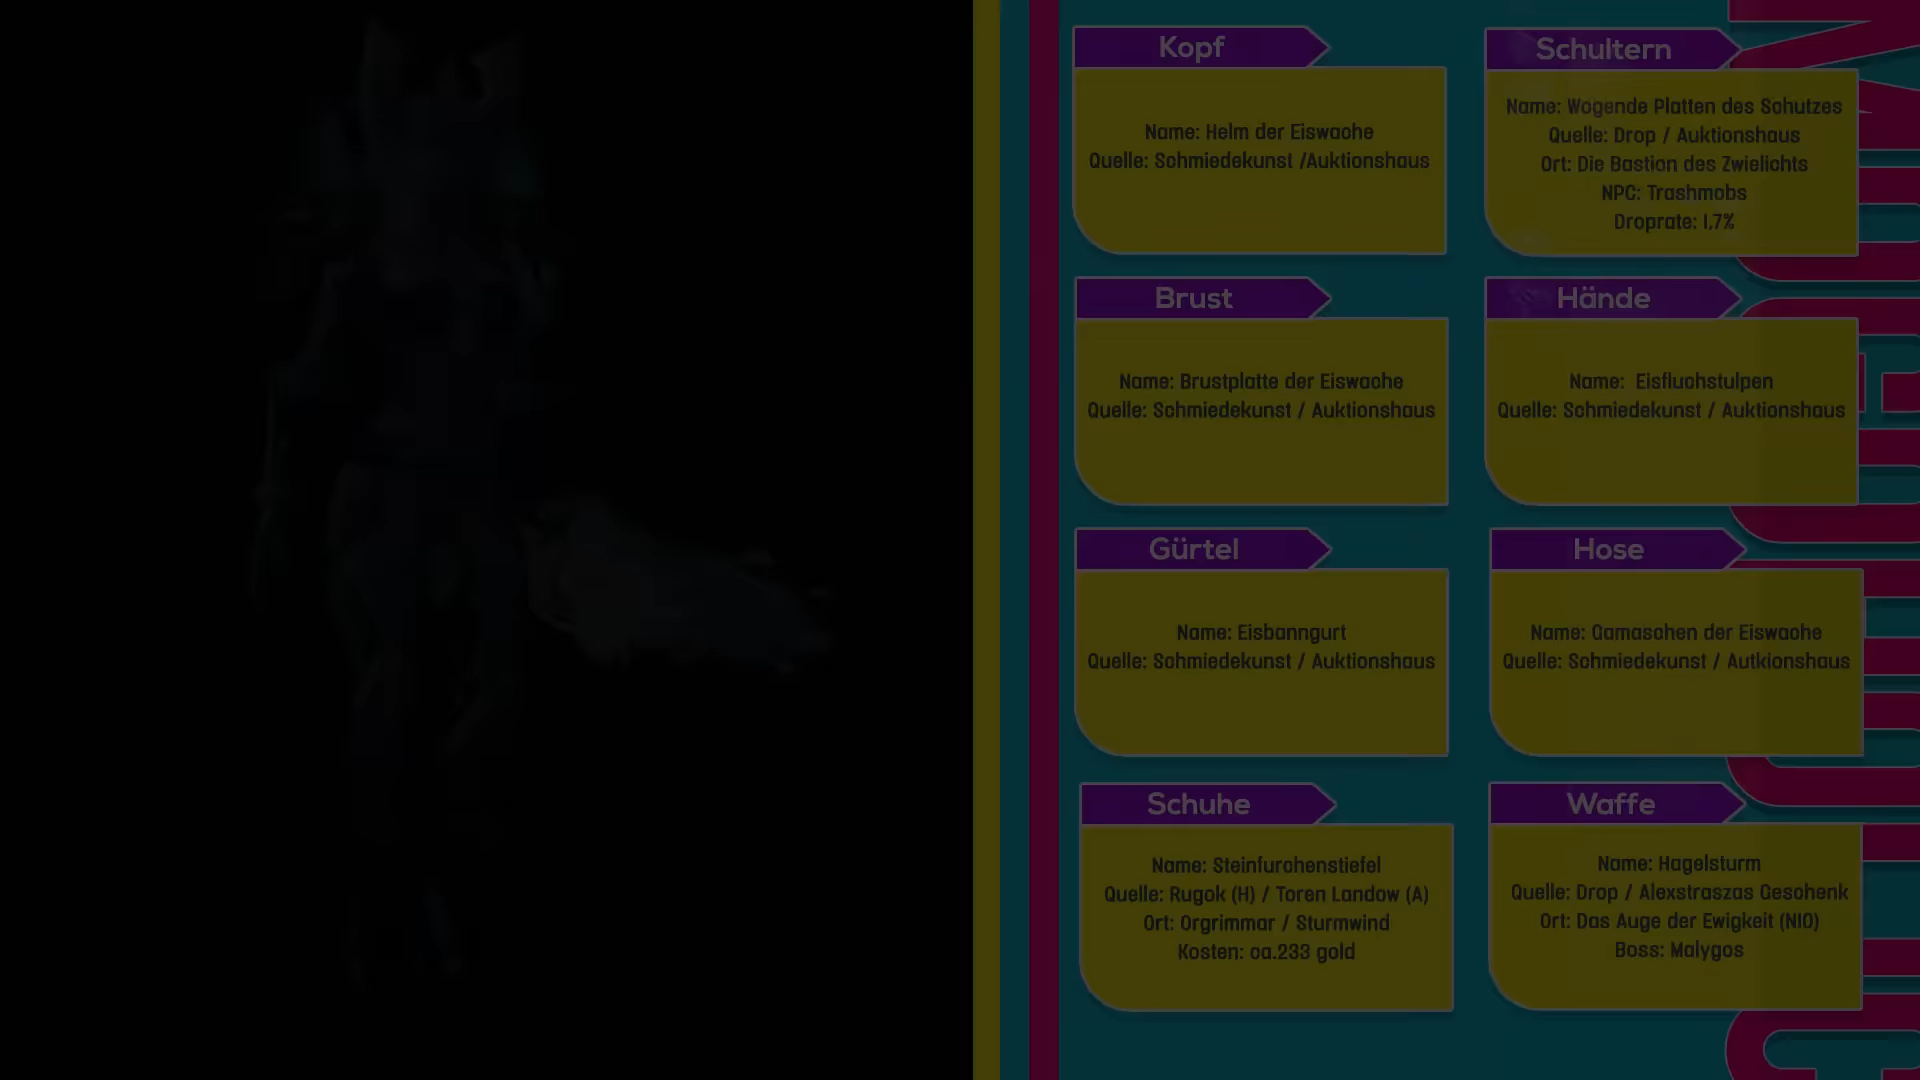 Kopf
Name: Helm der Eiswache
Quelle: Schmiedekunst /Auktionshaus
Schultern
Name: Wogende Platten des Schutzes
Quelle: Drop / Auktionshaus
Ort: Die Bastion des Zwielichts
NPC: Trashmobs
Droprate: 1,7%
Brust
Name: Brustplatte der Eiswache
Quelle: Schmiedekunst / Auktionshaus
Hände
Name: Eisfluchstulpen
Quelle: Schmiedekunst / Auktionshaus
Gürtel
Name: Eisbanngurt
Quelle: Schmiedekunst / Auktionshaus
Hose
Name: Gamaschen der Eiswache
Quelle: Schmiedekunst / Autkionshaus
Schuhe
Name: Steinfurchenstiefel
Quelle: Rugok (H) / Toren Landow (A)
Ort: Orgrimmar / Sturmwind
Kosten: ca.233 gold
Waffe
Name: Hagelsturm
Quelle: Drop / Alexstraszas Geschenk
Ort: Das Auge der Ewigkeit (N10)
Boss: Malygos